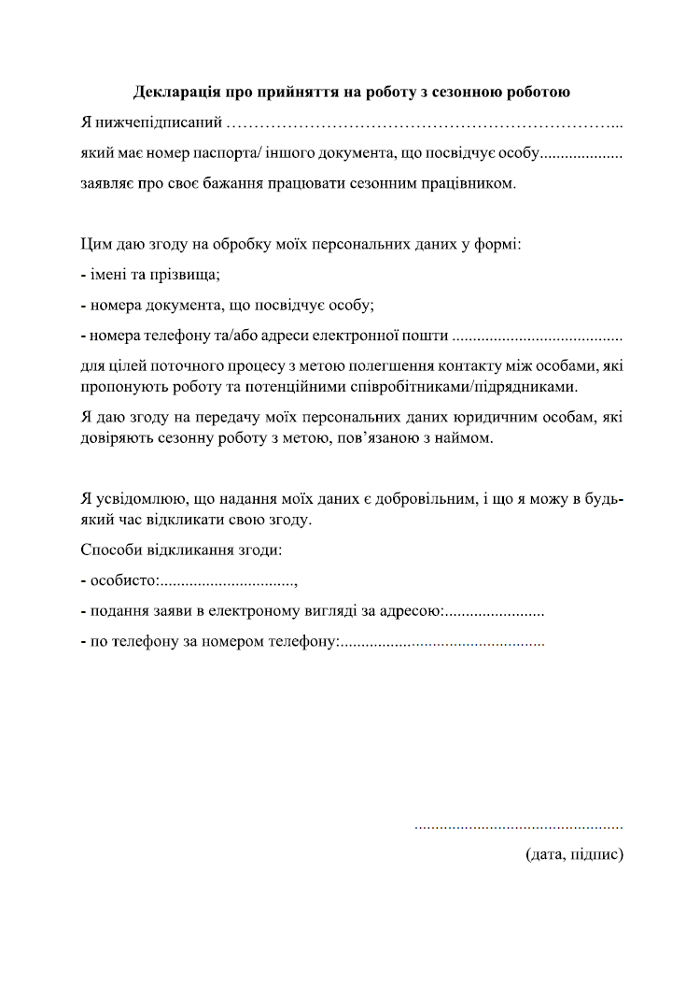 Декларація про прийняття на роботу з сезонною роботою
Я нижчепідписаний ……………………………………………………………...
який має номер паспорта/ іншого документа, що посвідчує особу....................
заявляє про своє бажання працювати сезонним працівником.
Цим даю згоду на обробку моїх персональних даних у формі:
- імені та прізвища;
- номера документа, що посвідчує особу;
- номера телефону та/або адреси електронної пошти .........................................
для цілей поточного процесу з метою полегшення контакту між особами, які
пропонують роботу та потенційними співробітниками/підрядниками.
Я даю згоду на передачу моїх персональних даних юридичним особам, які
довіряють сезонну роботу з метою, пов’язаною з наймом.
Я усвідомлюю, що надання моїх даних є добровільним, і що я можу в будь-
який час відкликати свою згоду.
Способи відкликання згоди:
- особисто:................................,
- подання заяви в електроному вигляді за адресою:........................
- по телефону за номером телефону:.................................................
..................................................
(дата, підпис)